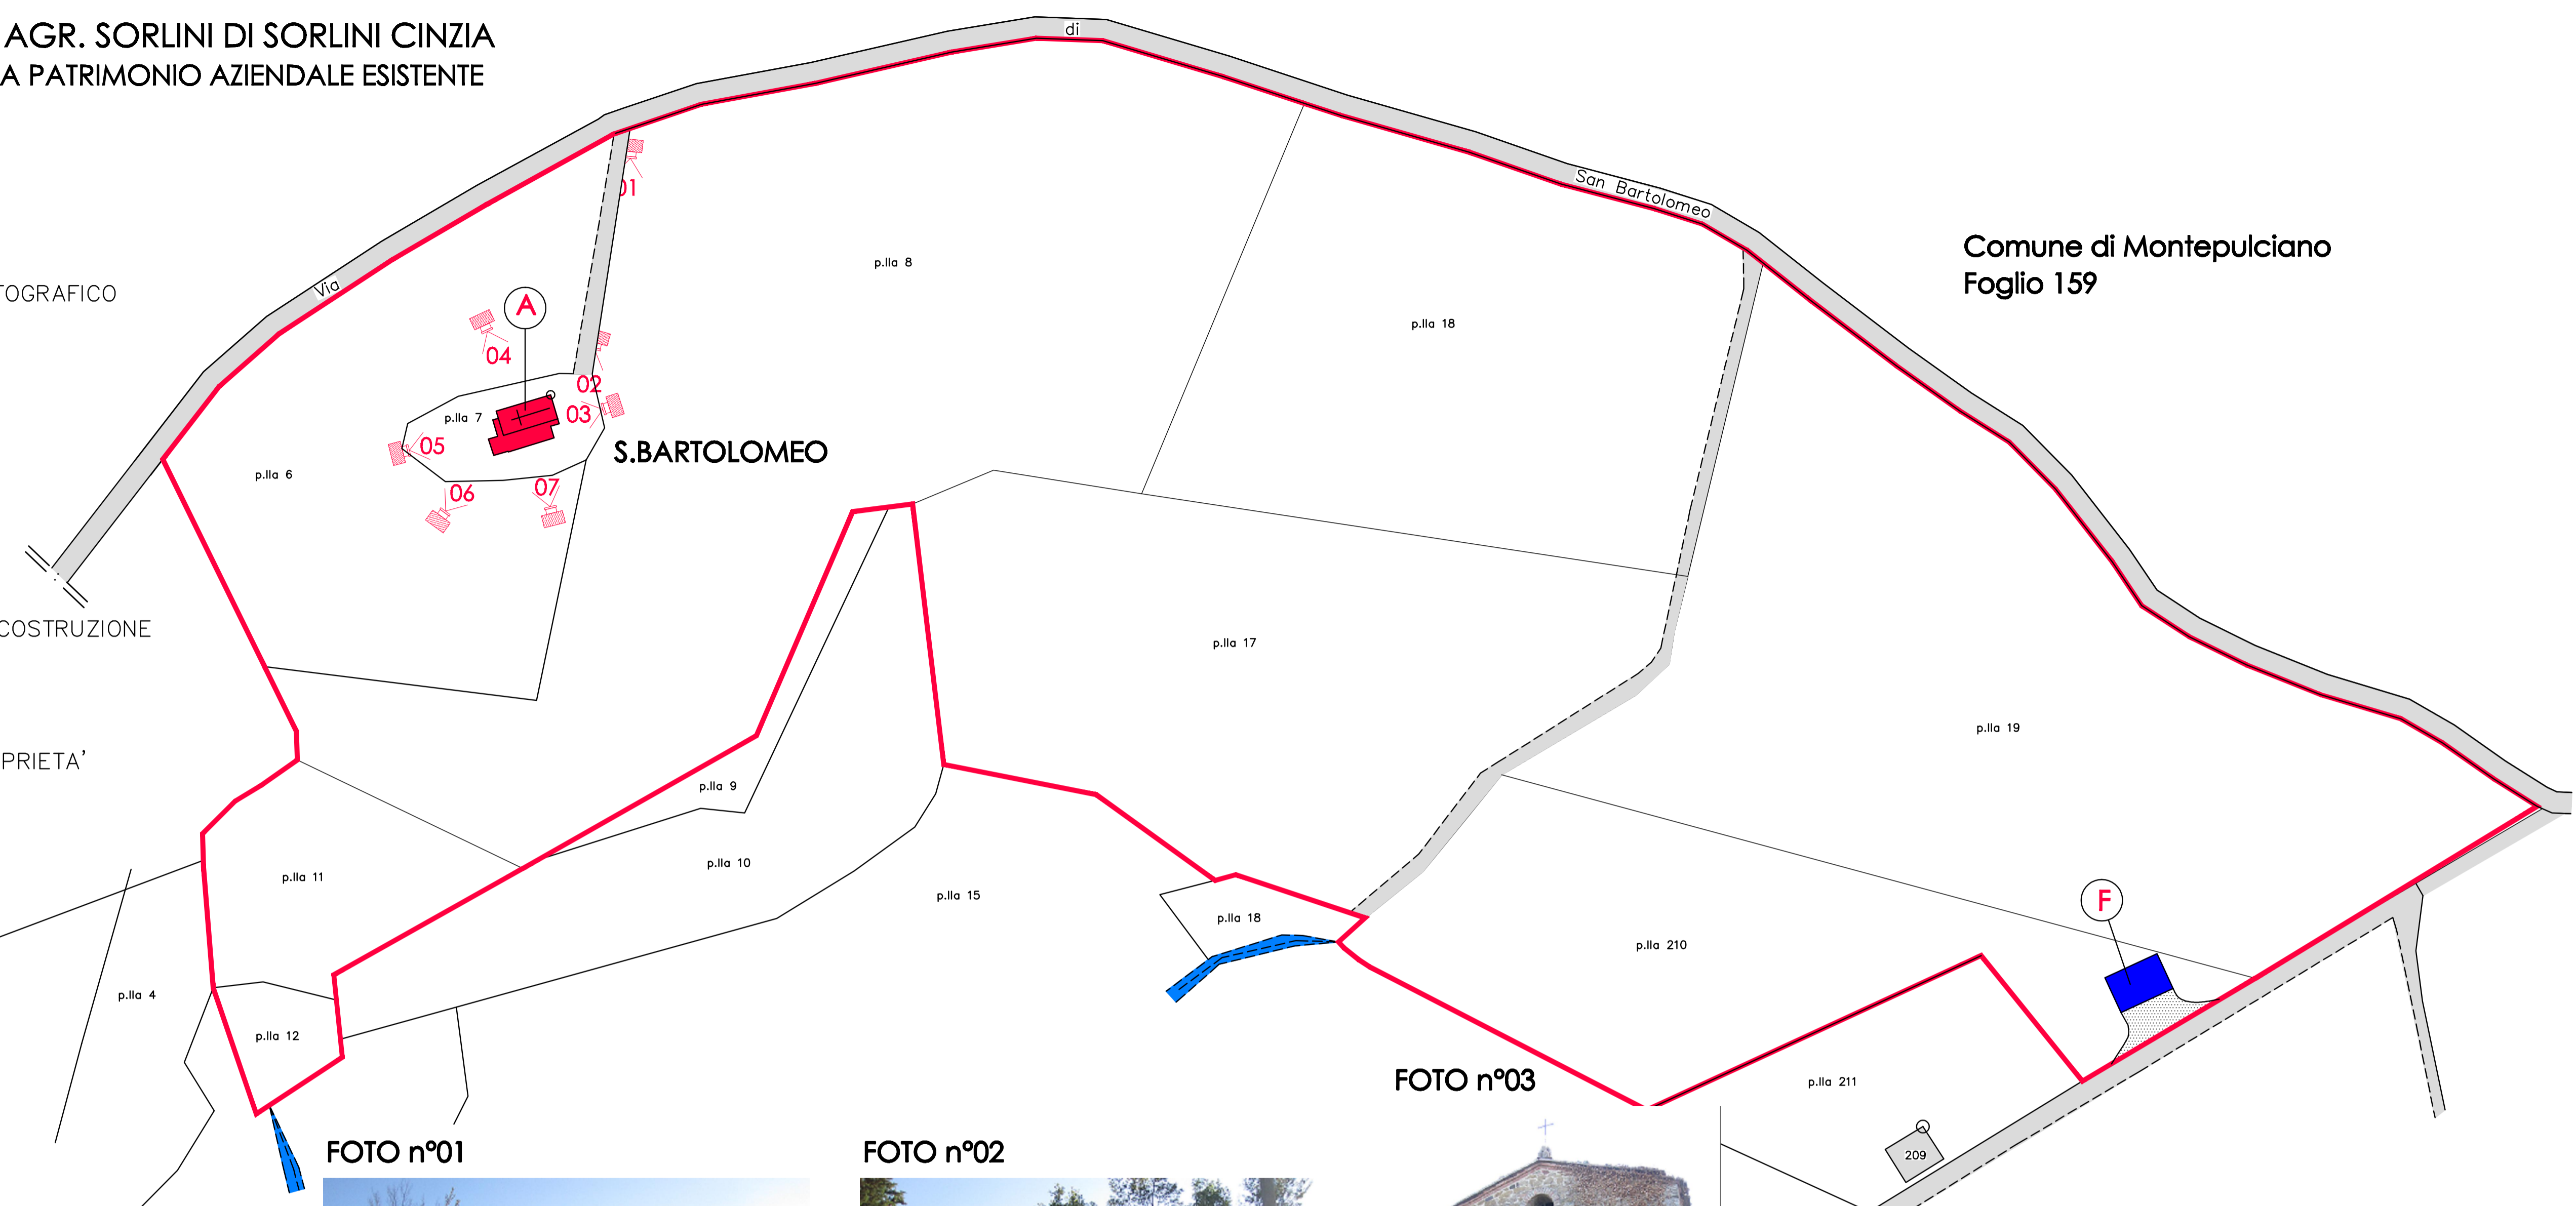 AGR. SORLINI DI SORLINI CINZIA
A PATRIMONIO AZIENDALE ESISTENTE
di
San Bartolomeo
Via
Comune di Montepulciano
Foglio 159
TOGRAFICO
COSTRUZIONE
PRIETA'
01
A
04
02
03
05
06
07
S.BARTOLOMEO
p.lla 8
p.lla 18
p.lla 7
p.lla 6
p.lla 17
p.lla 19
p.lla 9
p.lla 10
p.lla 11
p.lla 15
p.lla 18
p.lla 210
F
p.lla 4
p.lla 12
p.lla 211
209
FOTO n°03
FOTO n°01
FOTO n°02